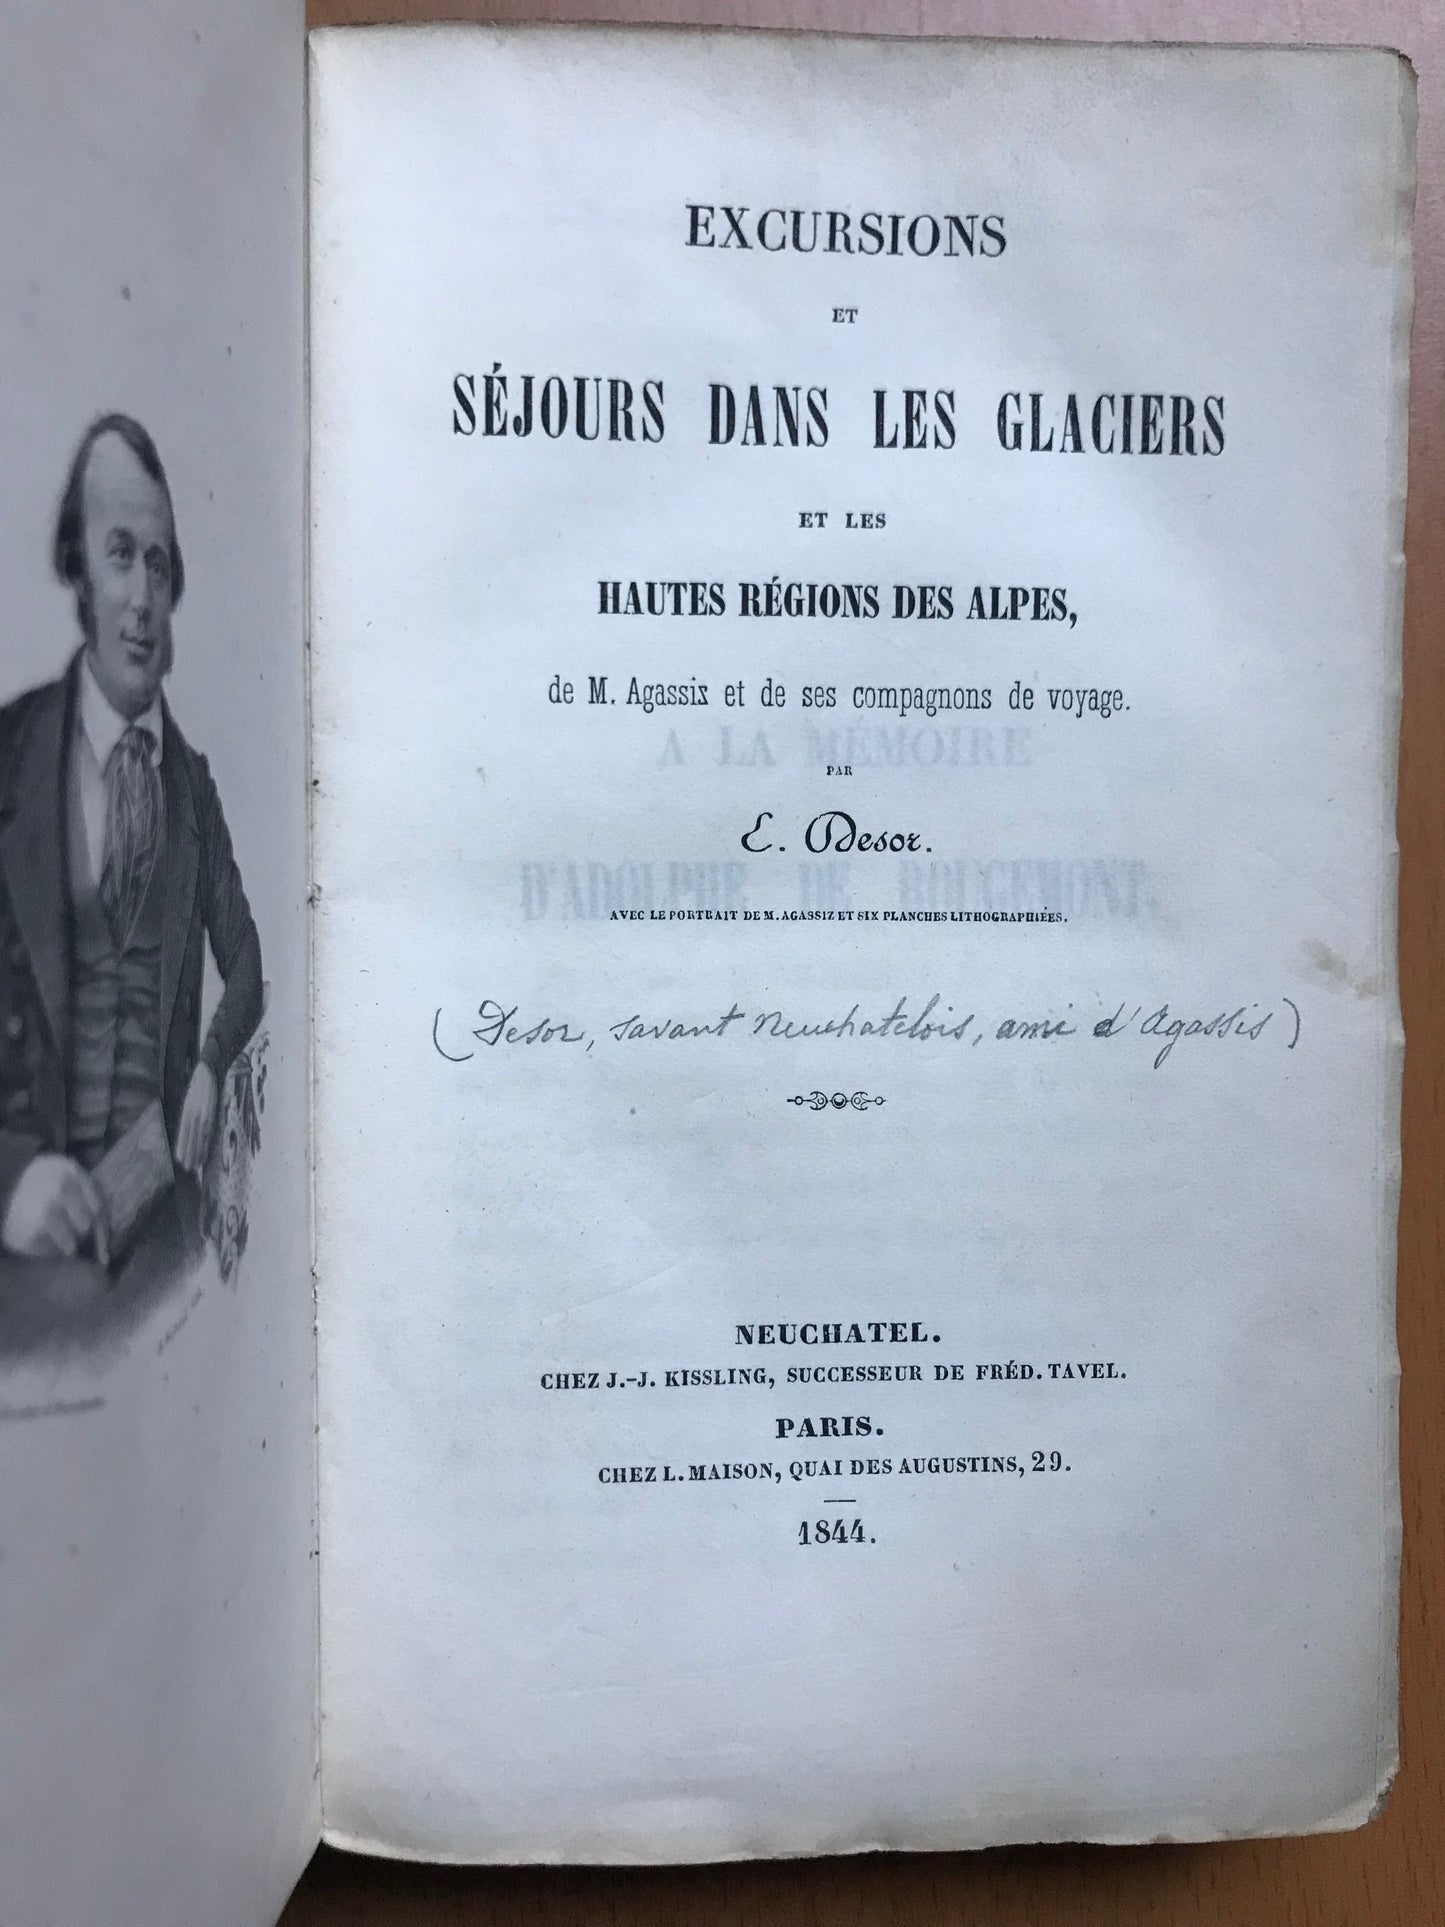 EXCURSIONS
ET
SÉJOURS DANS LES GLACIERS
ET LES
HAUTES RÉGIONS DES ALPES,
de M. Agassiz et de ses compagnons de voyage.
A LA MÉMOIRE
PAR
E. Desor.
D'ADOLPHE DE ROUGEMONT.
AVEC LE PORTRAIT DE M. AGASSIZ ET SIX PLANCHES LITHOGRAPHIÉES.
(Desor, savant Neuchatelois, ami d'Agassis)
NEUCHATEL.
CHEZ J.-J. KISSLING, SUCCESSEUR DE FRÉD. TAVEL.
PARIS.
CHEZ L. MAISON, QUAI DES AUGUSTINS, 29.
1844.